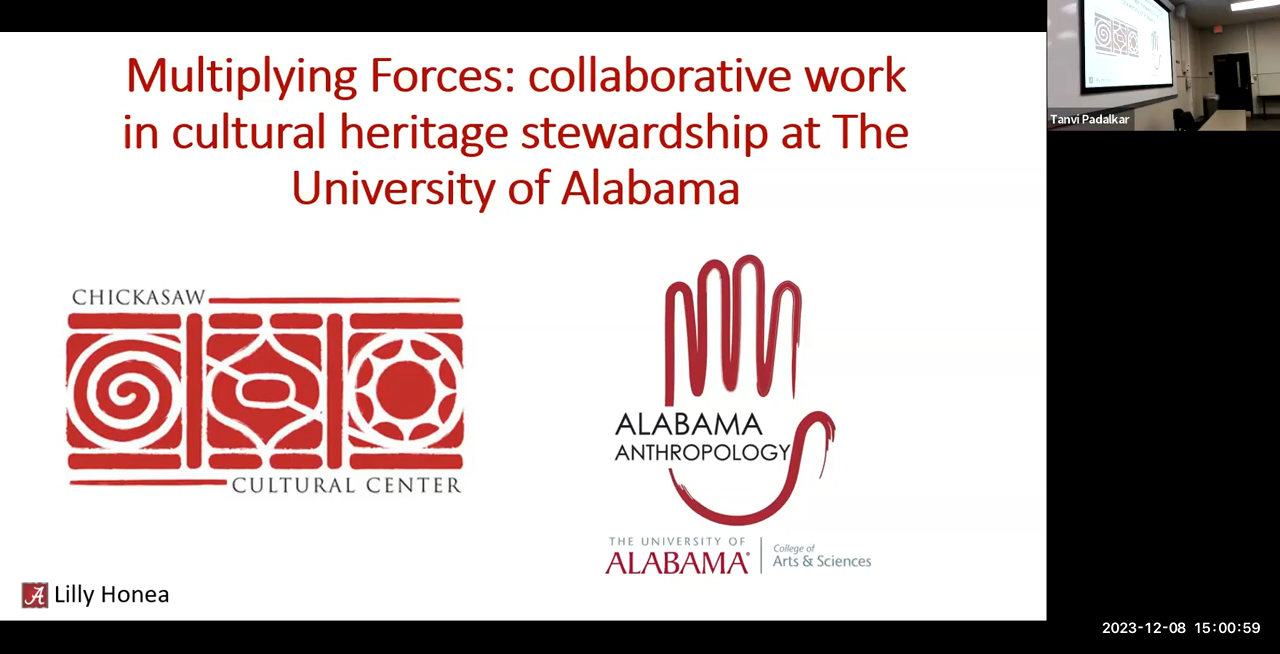 Multiplying Forces: collaborative work
in cultural heritage stewardship at The
University of Alabama
CHICKASAW
CULTURAL CENTER
ALABAMA
ANTHROPOLOGY
THE UNIVERSITY OF
ALABAMA®
College of
Arts & Sciences
A Lilly Honea
Tanvi Padalkar
2023-12-08 15:00:59